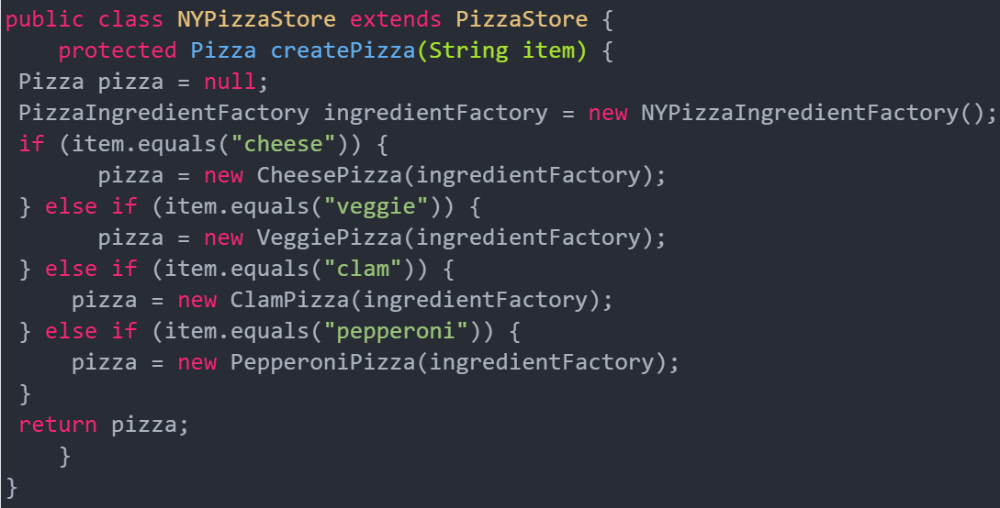 public class NYPizzaStore extends PizzaStore {
    protected Pizza createPizza(String item) {
 Pizza pizza = null;
 PizzaIngredientFactory ingredientFactory = new NYPizzaIngredientFactory();
 if (item.equals("cheese")) {
       pizza = new CheesePizza(ingredientFactory);
 } else if (item.equals("veggie")) {
       pizza = new VeggiePizza(ingredientFactory);
 } else if (item.equals("clam")) {
     pizza = new ClamPizza(ingredientFactory);
 } else if (item.equals("pepperoni")) {
     pizza = new PepperoniPizza(ingredientFactory);
 }
 return pizza;
    }
}